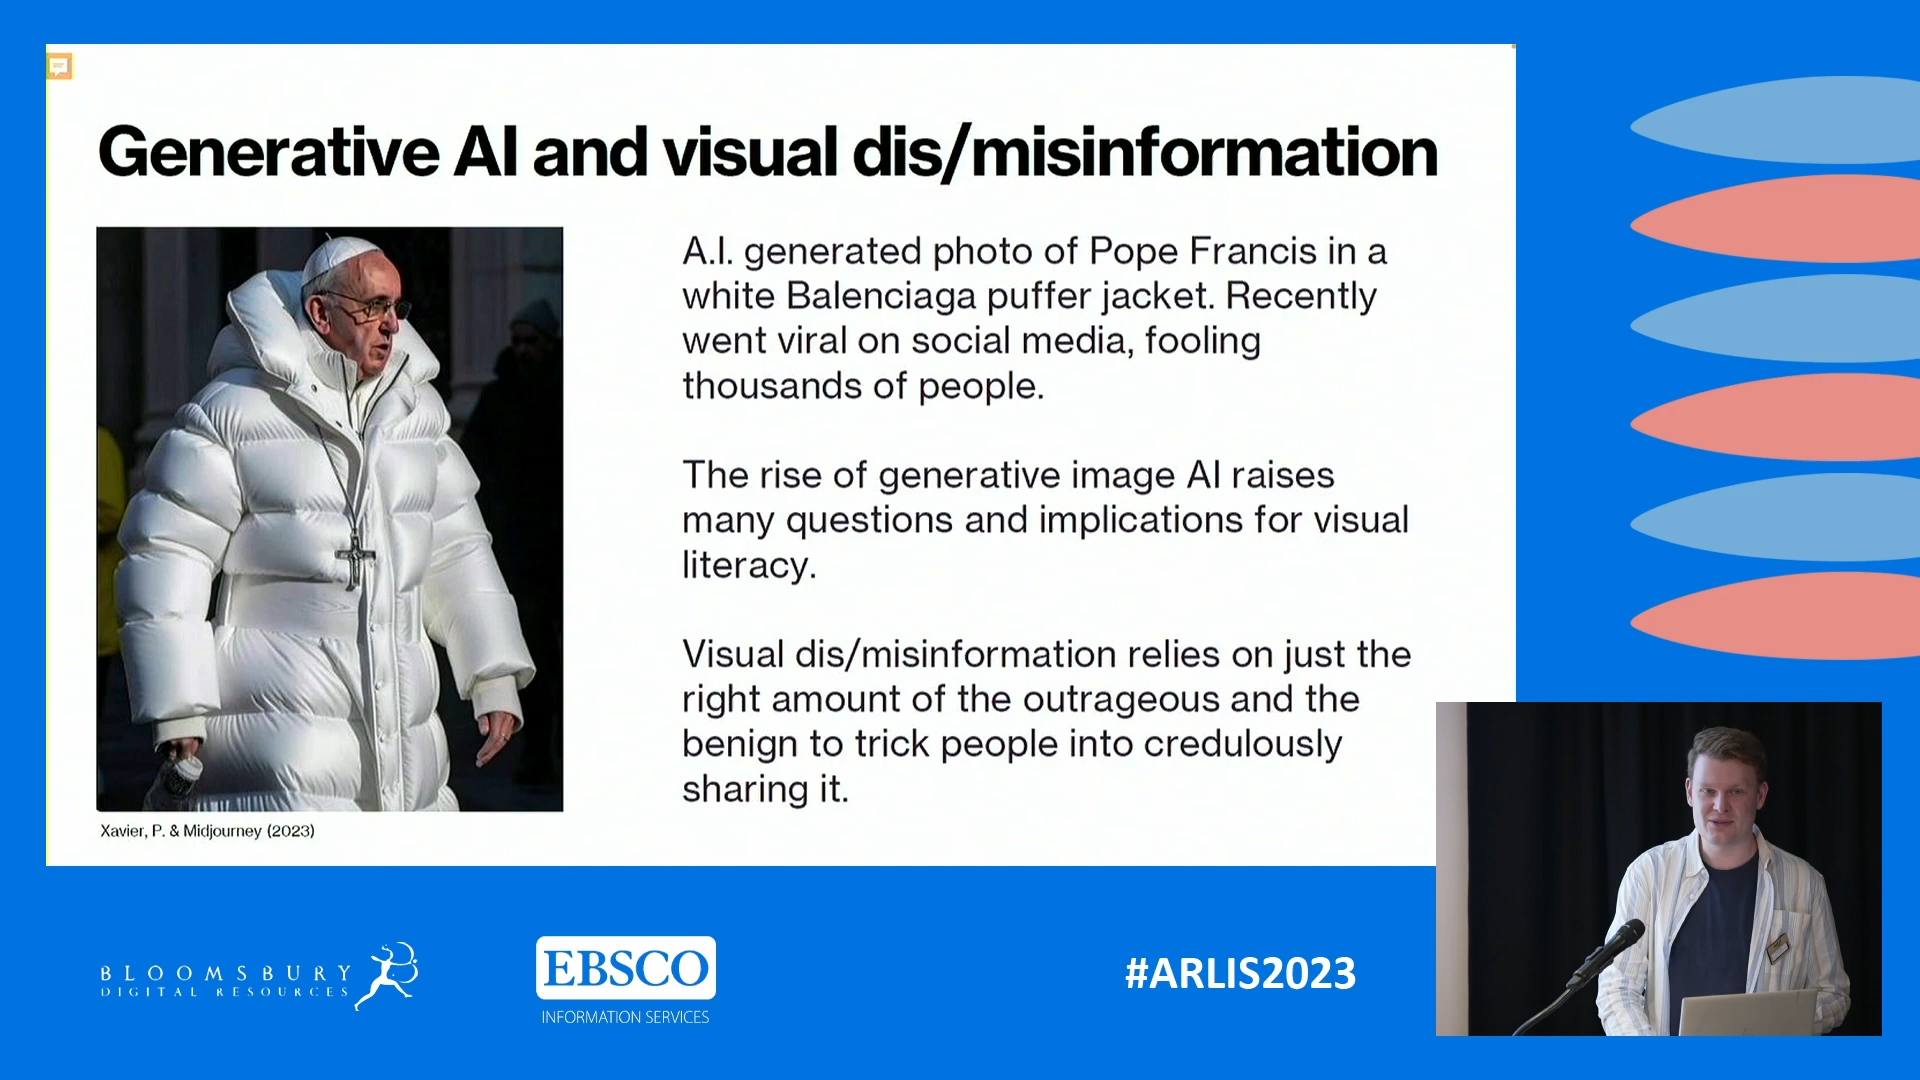 Generative AI and visual dis/misinformation
A.I. generated photo of Pope Francis in a
white Balenciaga puffer jacket. Recently
went viral on social media, fooling
thousands of people.
The rise of generative image AI raises
many questions and implications for visual
literacy.
Visual dis/misinformation relies on just the
right amount of the outrageous and the
benign to trick people into credulously
sharing it.
Xavier, P. & Midjourney (2023)
BLOOMSBURY
DIGITAL RESOURCES
EBSCO
INFORMATION SERVICES
#ARLIS2023